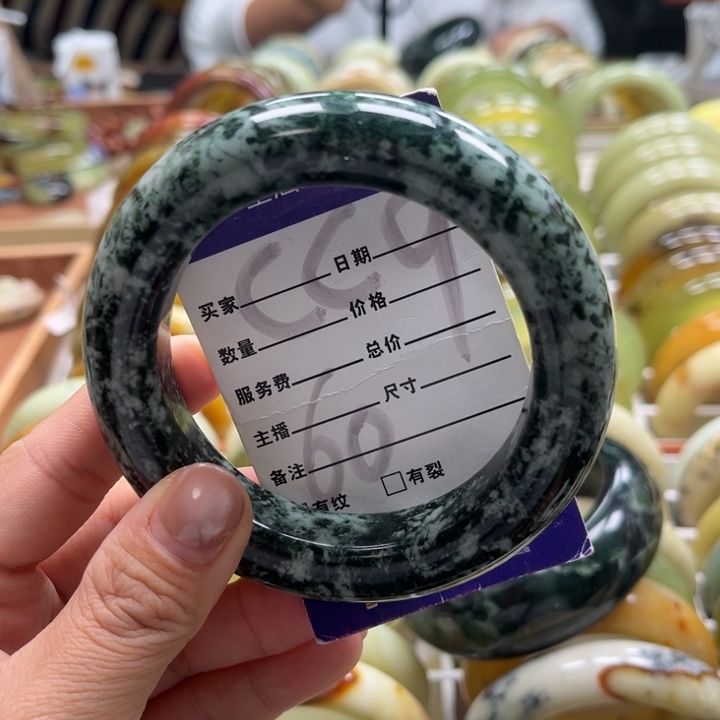 CC9
买家 日期
数量 价格
服务费 总价
主播 尺寸
60
备注
有纹 □有裂